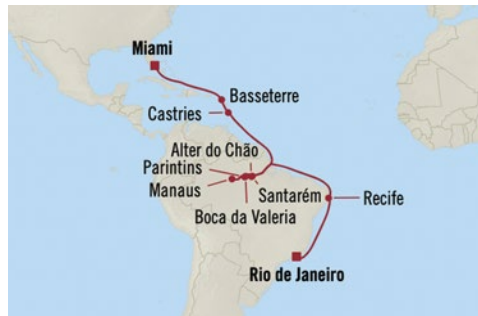 Miami
Basseterre
Castries
Alter do Chão
Parintins
Manaus
Santarém
Recife
Boca da Valeria
Rio de Janeiro